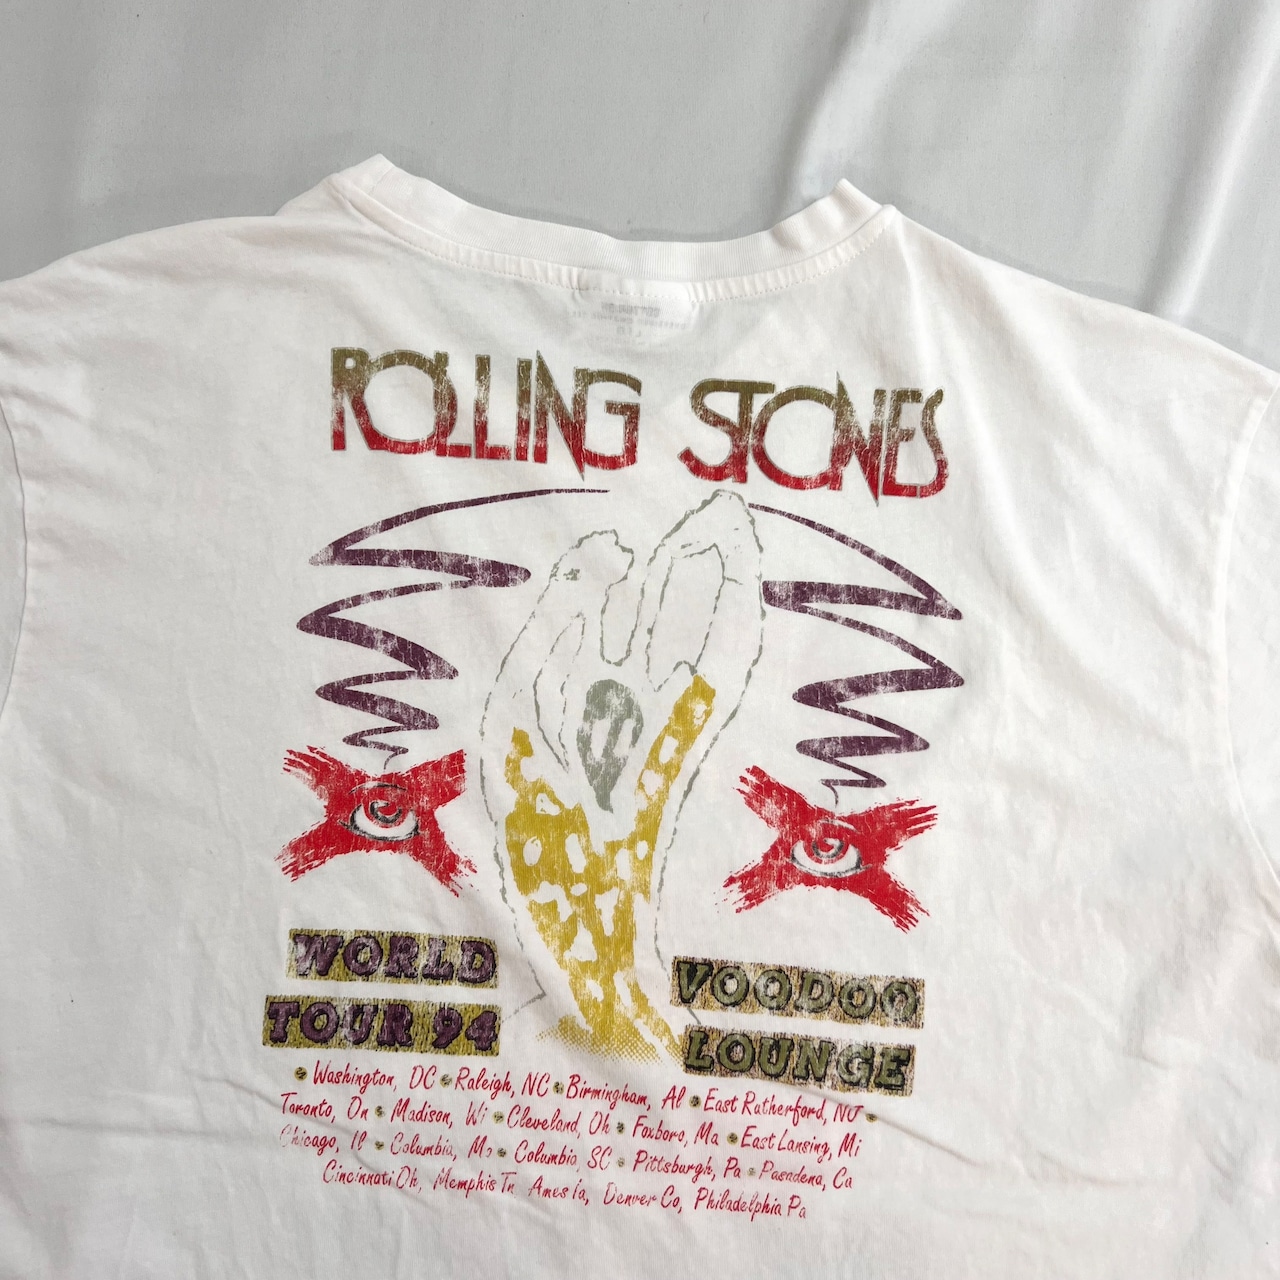 ROLLING STONES
WORLD
TOUR 94
VOODOO
LOUNGE
Washington, DC • Raleigh, NC • Birmingham, Al • East Rutherford, NJ •
Toronto, On • Madison, Wi • Cleveland, Oh • Foxboro, Ma • East Lansing, Mi
Chicago, Il • Columbia, Mo • Columbia, SC • Pittsburgh, Pa • Pasadena, Ca
Cincinnati Oh, Memphis Tn Ames Ia, Denver Co, Philadelphia Pa